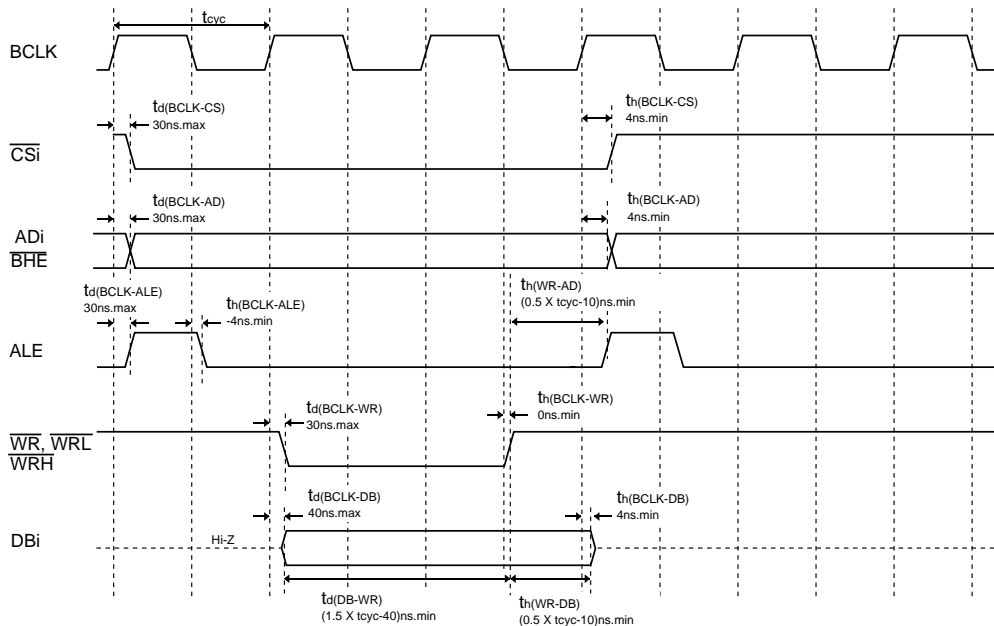 tcyc
BCLK
td(BCLK-CS)
30ns.max
th(BCLK-CS)
4ns.min
CSi
td(BCLK-AD)
30ns.max
th(BCLK-AD)
4ns.min
ADi
BHE
td(BCLK-ALE)
30ns.max
th(BCLK-ALE)
-4ns.min
th(WR-AD)
(0.5 X tcyc-10)ns.min
ALE
td(BCLK-WR)
30ns.max
th(BCLK-WR)
0ns.min
WR, WRL
WRH
td(BCLK-DB)
40ns.max
th(BCLK-DB)
4ns.min
DBi
Hi-Z
td(DB-WR)
(1.5 X tcyc-40)ns.min
th(WR-DB)
(0.5 X tcyc-10)ns.min